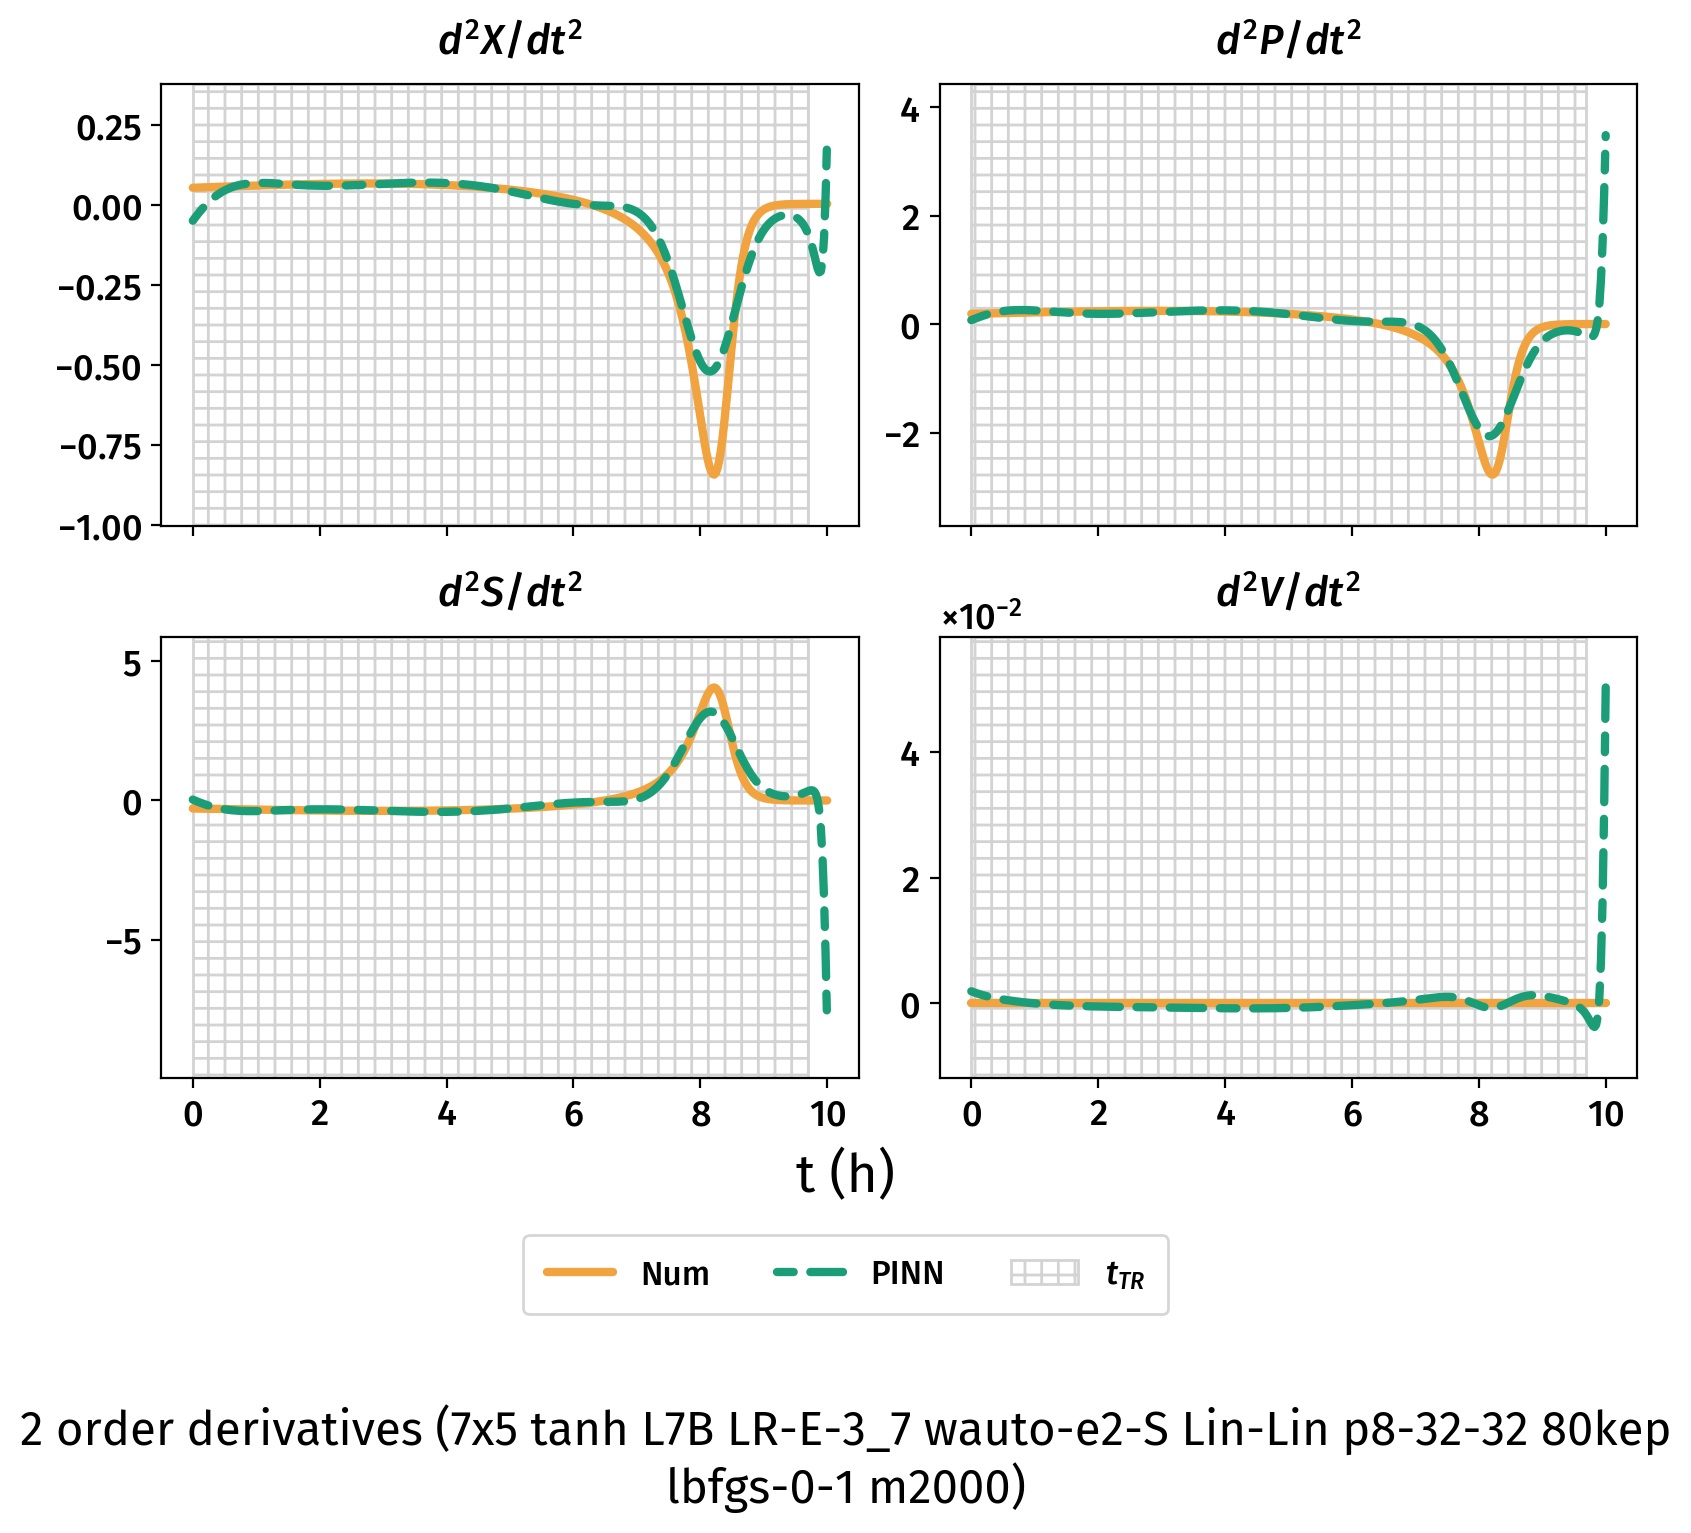 d²X/dt²
d²P/dt²
0.25
0.00
−0.25
−0.50
−0.75
−1.00
4
2
0
−2
d²S/dt²
d²V/dt²
×10⁻²
5
0
−5
4
2
0
0 2 4 6 8 10
0 2 4 6 8 10
t (h)
Num PINN t_TR
2 order derivatives (7x5 tanh L7B LR-E-3_7 wauto-e2-S Lin-Lin p8-32-32 80kep
lbfgs-0-1 m2000)